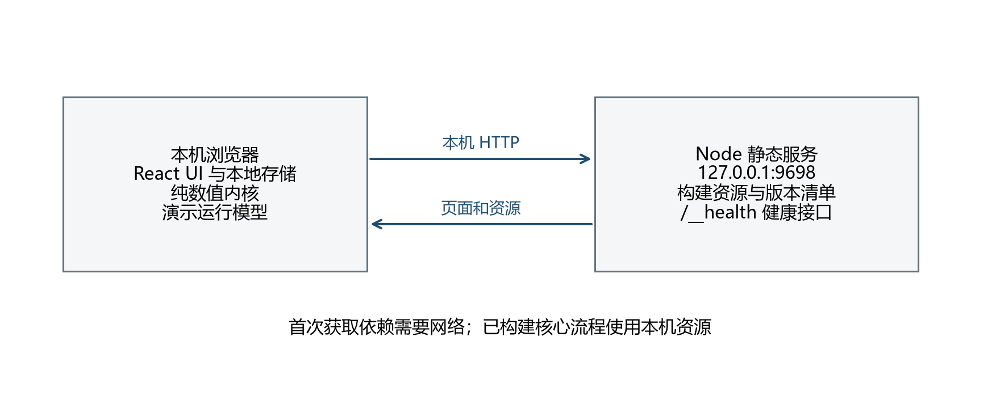 本机浏览器
React UI 与本地存储
纯数值内核
演示运行模型
本机 HTTP
页面和资源
Node 静态服务
127.0.0.1:9698
构建资源与版本清单
/__health 健康接口
首次获取依赖需要网络；已构建核心流程使用本机资源